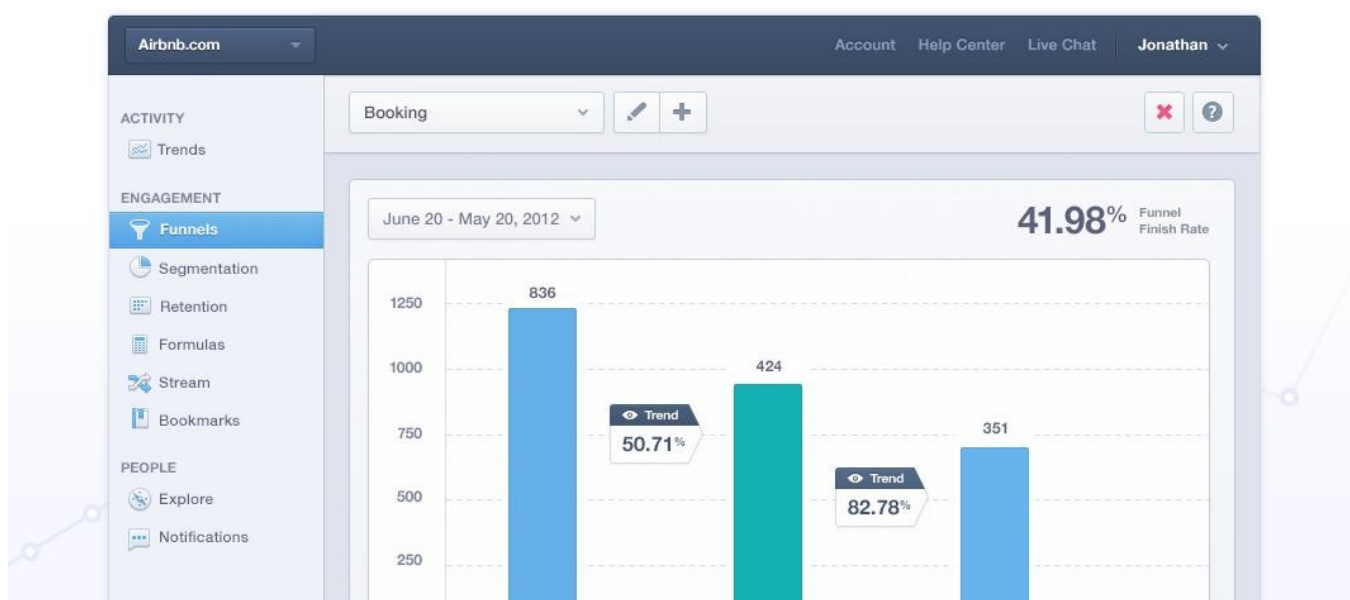 Airbnb.com
Account Help Center Live Chat Jonathan
ACTIVITY
Trends
ENGAGEMENT
Funnels
Segmentation
Retention
Formulas
Stream
Bookmarks
PEOPLE
Explore
Notifications
Booking
June 20 - May 20, 2012
41.98% Funnel
Finish Rate
1250
1000
750
500
250
836
Trend
50.71%
424
Trend
82.78%
351